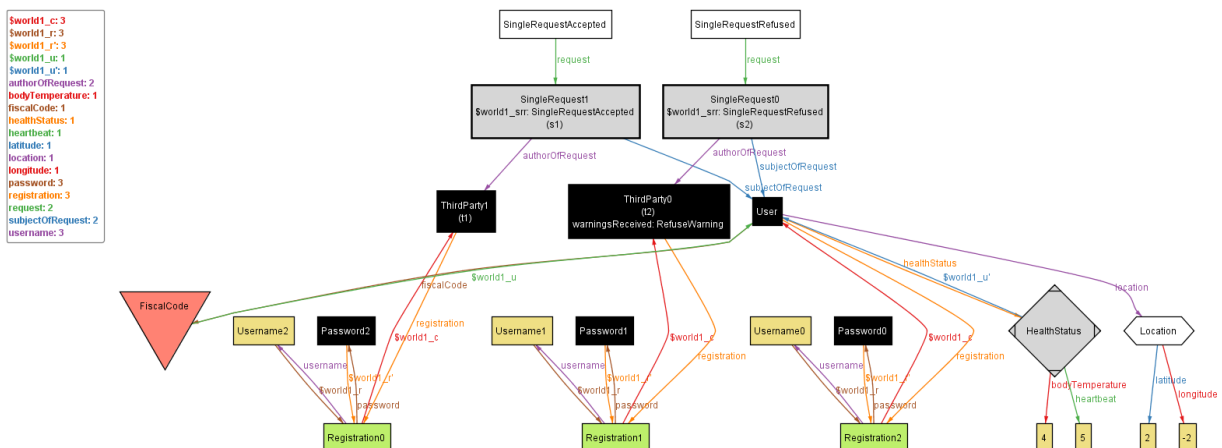 $world1_c: 3
$world1_r: 3
$world1_r': 3
$world1_u: 1
$world1_u': 1
authorOfRequest: 2
bodyTemperature: 1
fiscalCode: 1
healthStatus: 1
heartbeat: 1
latitude: 1
location: 1
longitude: 1
password: 3
registration: 3
request: 2
subjectOfRequest: 2
username: 3
SingleRequestAccepted
SingleRequestRefused
request
request
SingleRequest1
$world1_srr: SingleRequestAccepted
(s1)
SingleRequest0
$world1_srr: SingleRequestRefused
(s2)
authorOfRequest
authorOfRequest
subjectOfRequest
subjectOfRequest
ThirdParty1
(t1)
ThirdParty0
(t2)
warningsReceived: RefuseWarning
User
healthStatus
$world1_u
$world1_u'
fiscalCode
location
FiscalCode
Username2
Password2
registration
$world1_c
Username1
Password1
$world1_c
registration
Username0
Password0
$world1_c
registration
HealthStatus
Location
username
$world1_r'
$world1_r
password
username
$world1_r'
$world1_r
password
username
$world1_r'
$world1_r
password
bodyTemperature
heartbeat
latitude
longitude
Registration0
Registration1
Registration2
4
5
2
-2